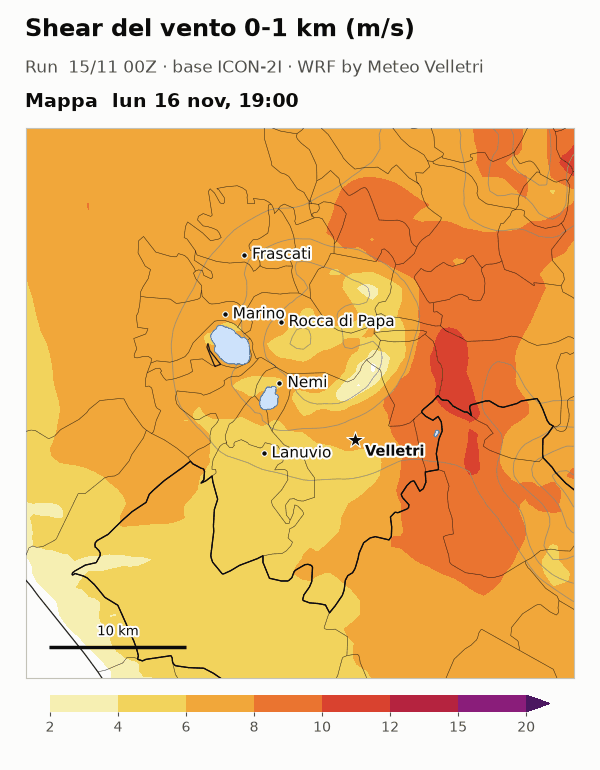 Shear del vento 0-1 km (m/s)
Run  15/11 00Z · base ICON-2I · WRF by Meteo Velletri
Mappa  lun 16 nov, 19:00
Frascati
Marino
Rocca di Papa
Nemi
Velletri
Lanuvio
10 km
2 4 6 8 10 12 15 20